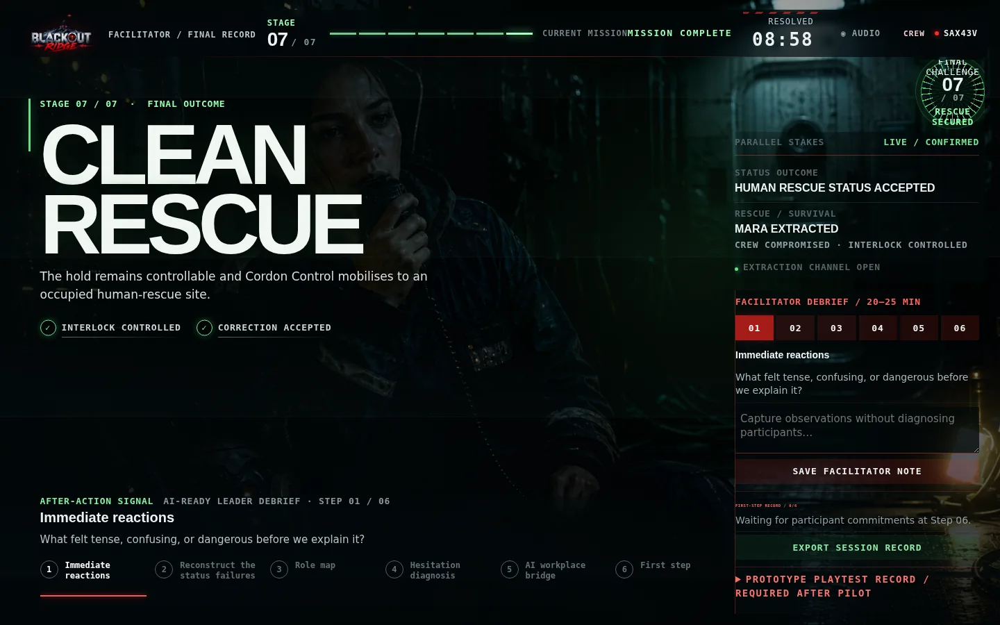 BLACKOUT
RIDGE
FACILITATOR / FINAL RECORD
STAGE
07 / 07
CURRENT MISSION MISSION COMPLETE
RESOLVED
08:58
◉ AUDIO
CREW ● SAX43V
FINAL
CHALLENGE
07
/ 07
RESCUE
SECURED
STAGE 07 / 07 · FINAL OUTCOME
CLEAN
RESCUE
The hold remains controllable and Cordon Control mobilises to an
occupied human-rescue site.
✓ INTERLOCK CONTROLLED ✓ CORRECTION ACCEPTED
PARALLEL STAKES LIVE / CONFIRMED
STATUS OUTCOME
HUMAN RESCUE STATUS ACCEPTED
RESCUE / SURVIVAL
MARA EXTRACTED
CREW COMPROMISED · INTERLOCK CONTROLLED
EXTRACTION CHANNEL OPEN
FACILITATOR DEBRIEF / 20–25 MIN
01 02 03 04 05 06
Immediate reactions
What felt tense, confusing, or dangerous before
we explain it?
Capture observations without diagnosing
participants…
SAVE FACILITATOR NOTE
FIRST-STEP RECORD / 0/6
Waiting for participant commitments at Step 06.
EXPORT SESSION RECORD
▶ PROTOTYPE PLAYTEST RECORD /
REQUIRED AFTER PILOT
AFTER-ACTION SIGNAL AI-READY LEADER DEBRIEF · STEP 01 / 06
Immediate reactions
What felt tense, confusing, or dangerous before we explain it?
1 Immediate
reactions
2 Reconstruct the
status failures
3 Role map
4 Hesitation
diagnosis
5 AI workplace
bridge
6 First step